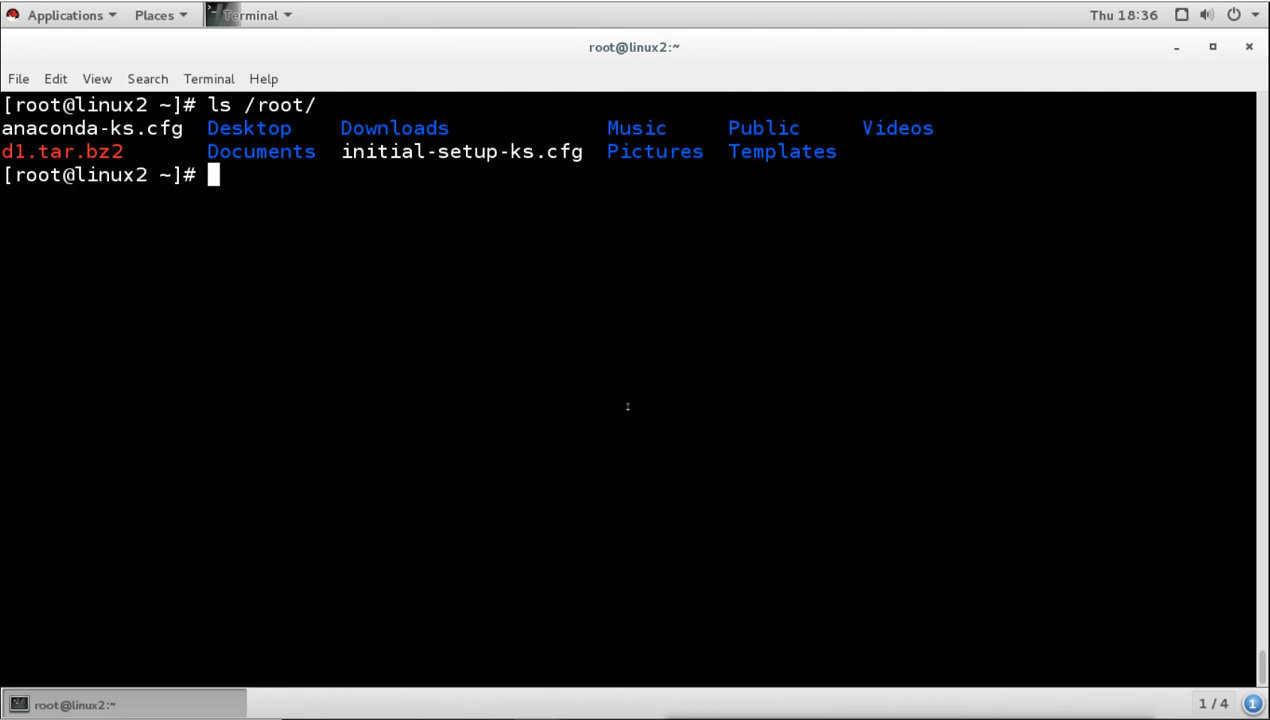 Applications Places Terminal Thu 18:36
root@linux2:~
File Edit View Search Terminal Help
[root@linux2 ~]# ls /root/
anaconda-ks.cfg Desktop Downloads Music Public Videos
d1.tar.bz2 Documents initial-setup-ks.cfg Pictures Templates
[root@linux2 ~]#
root@linux2:~ 1 / 4 1